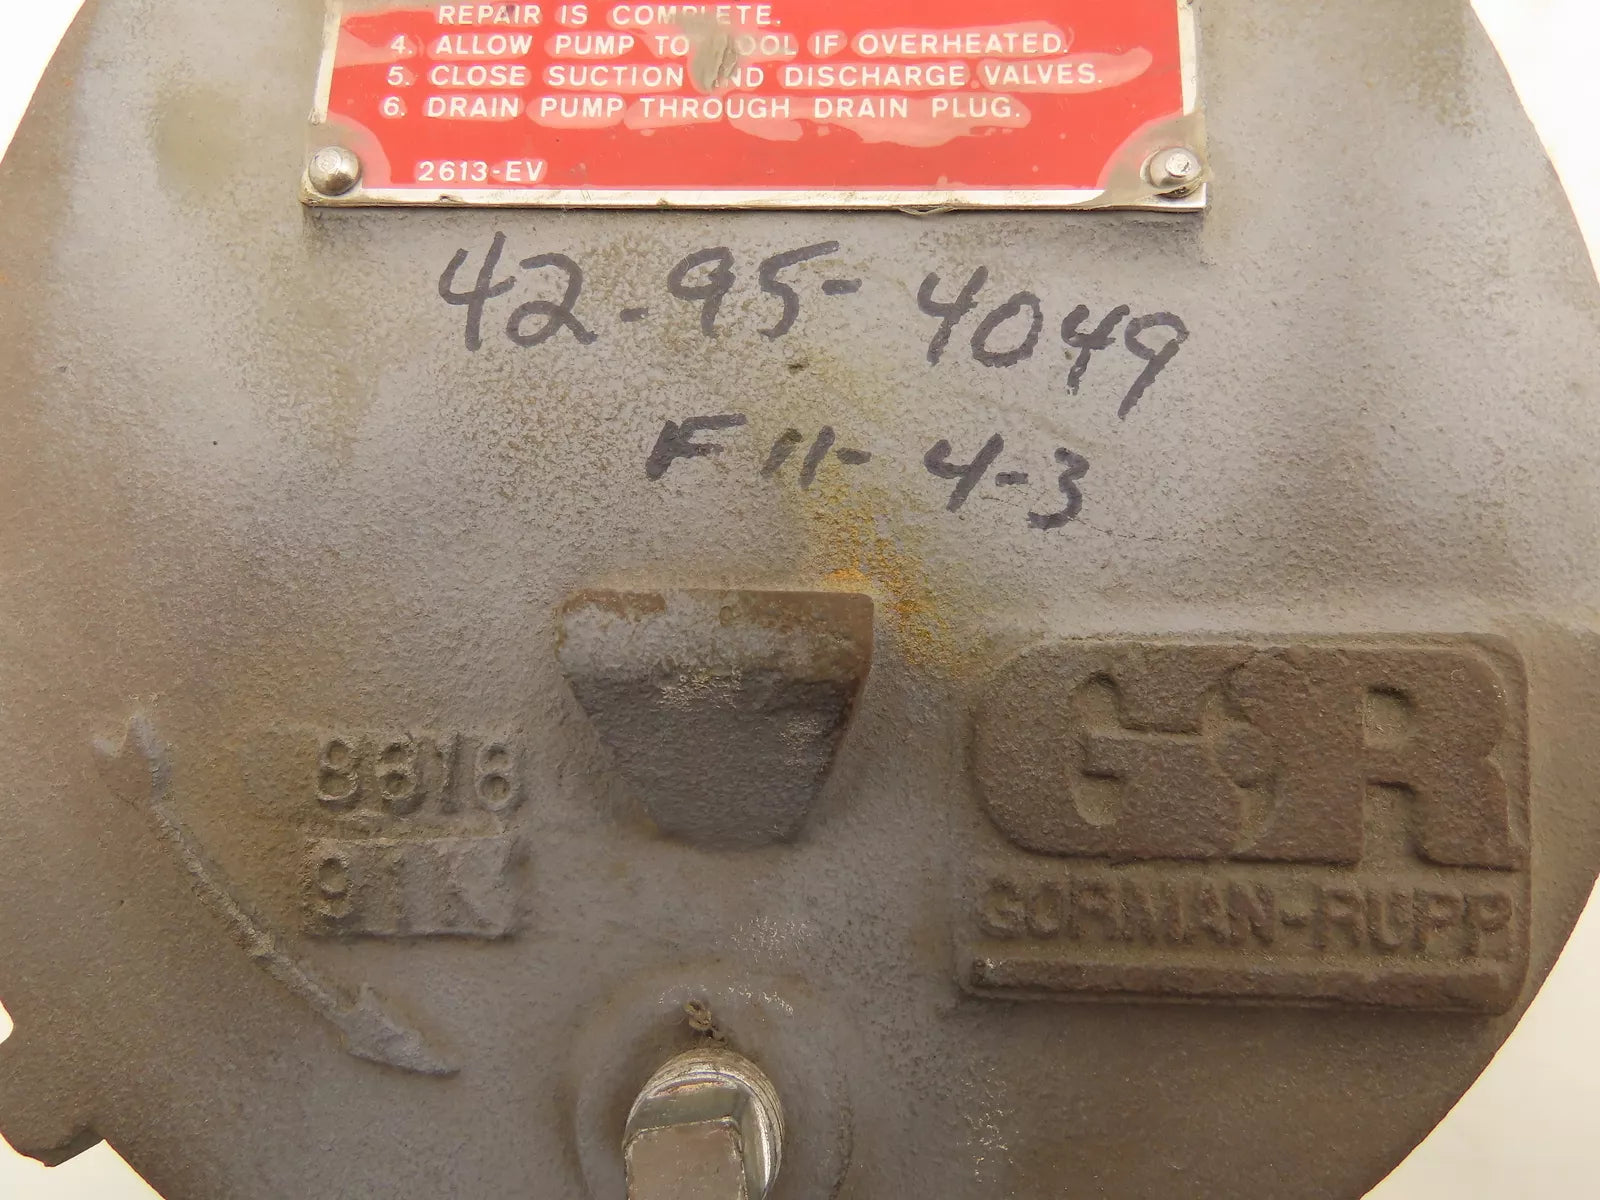 REPAIR IS COMPLETE.
4. ALLOW PUMP TO COOL IF OVERHEATED.
5. CLOSE SUCTION AND DISCHARGE VALVES.
6. DRAIN PUMP THROUGH DRAIN PLUG.
2613-EV
42-95-4049
F11-4-3
GR
GORMAN-RUPP